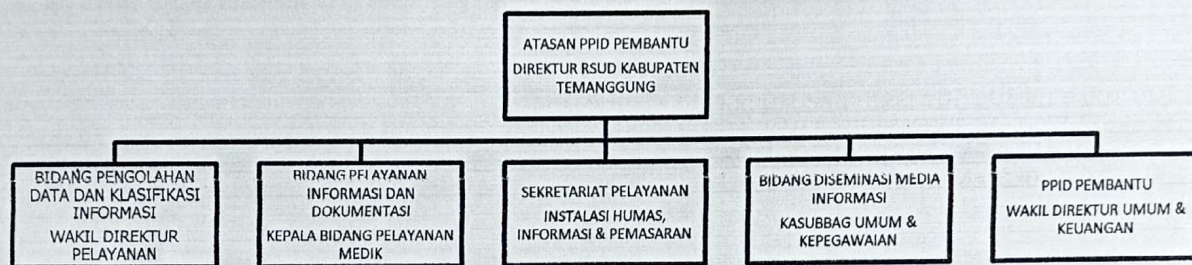 ATASAN PPID PEMBANTU
DIREKTUR RSUD KABUPATEN
TEMANGGUNG
BIDANG PENGOLAHAN
DATA DAN KLASIFIKASI
INFORMASI
WAKIL DIREKTUR
PELAYANAN
BIDANG PELAYANAN
INFORMASI DAN
DOKUMENTASI
KEPALA BIDANG PELAYANAN
MEDIK
SEKRETARIAT PELAYANAN
INSTALASI HUMAS,
INFORMASI & PEMASARAN
BIDANG DISEMINASI MEDIA
INFORMASI
KASUBBAG UMUM &
KEPEGAWAIAN
PPID PEMBANTU
WAKIL DIREKTUR UMUM &
KEUANGAN